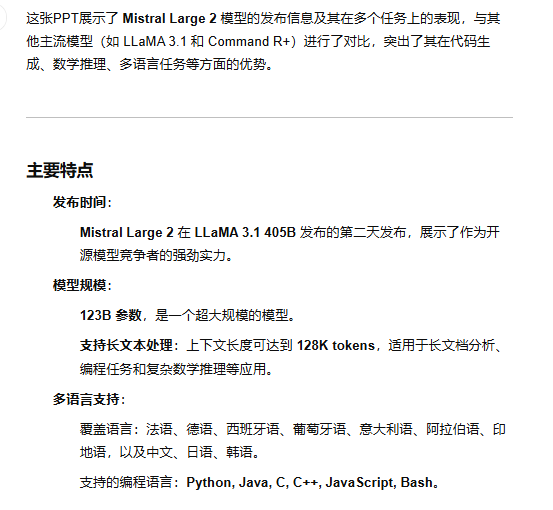 这张PPT展示了 Mistral Large 2 模型的发布信息及其在多个任务上的表现，与其
他主流模型（如 LLaMA 3.1 和 Command R+）进行了对比，突出了其在代码生
成、数学推理、多语言任务等方面的优势。
主要特点
发布时间：
Mistral Large 2 在 LLaMA 3.1 405B 发布的第二天发布，展示了作为开
源模型竞争者的强劲实力。
模型规模：
123B 参数，是一个超大规模的模型。
支持长文本处理：上下文长度可达到 128K tokens，适用于长文档分析、
编程任务和复杂数学推理等应用。
多语言支持：
覆盖语言：法语、德语、西班牙语、葡萄牙语、意大利语、阿拉伯语、印
地语，以及中文、日语、韩语。
支持的编程语言：Python, Java, C, C++, JavaScript, Bash。